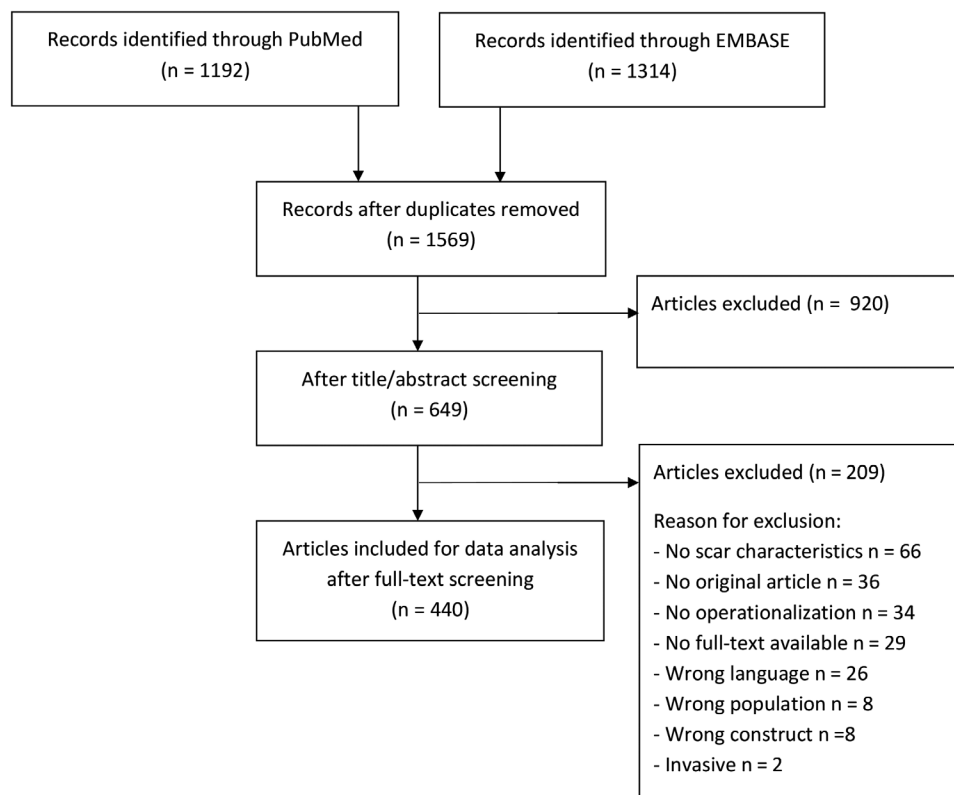 Records identified through PubMed
(n = 1192)
Records identified through EMBASE
(n = 1314)
Records after duplicates removed
(n = 1569)
Articles excluded (n =  920)
After title/abstract screening
(n = 649)
Articles excluded (n = 209)
Reason for exclusion:
- No scar characteristics n = 66
- No original article n = 36
- No operationalization n = 34
- No full-text available n = 29
- Wrong language n = 26
- Wrong population n = 8
- Wrong construct n =8
- Invasive n = 2
Articles included for data analysis
after full-text screening
(n = 440)